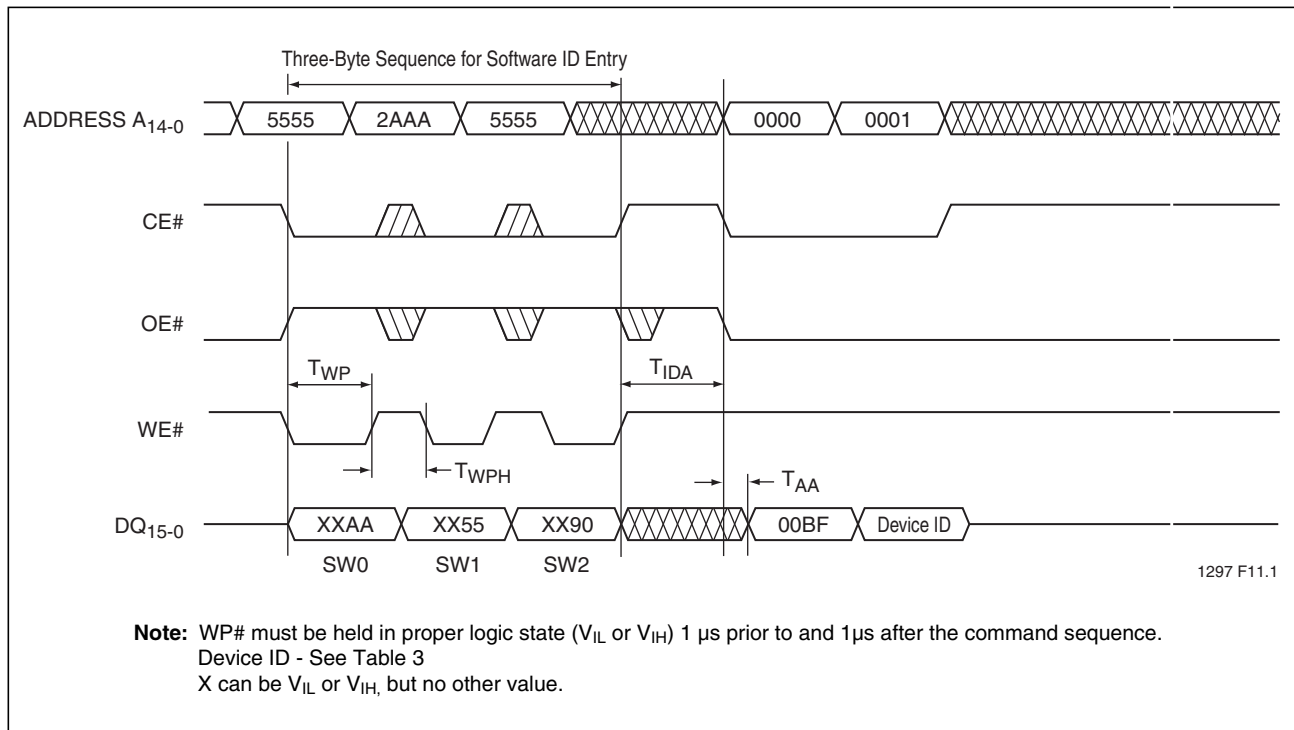 Three-Byte Sequence for Software ID Entry
ADDRESS A14-0
5555 2AAA 5555 0000 0001
CE#
OE#
TWP TIDA
WE#
TWPH TAA
DQ15-0
XXAA XX55 XX90 00BF Device ID
SW0 SW1 SW2
1297 F11.1
Note: WP# must be held in proper logic state (VIL or VIH) 1 µs prior to and 1µs after the command sequence.
Device ID - See Table 3
X can be VIL or VIH, but no other value.